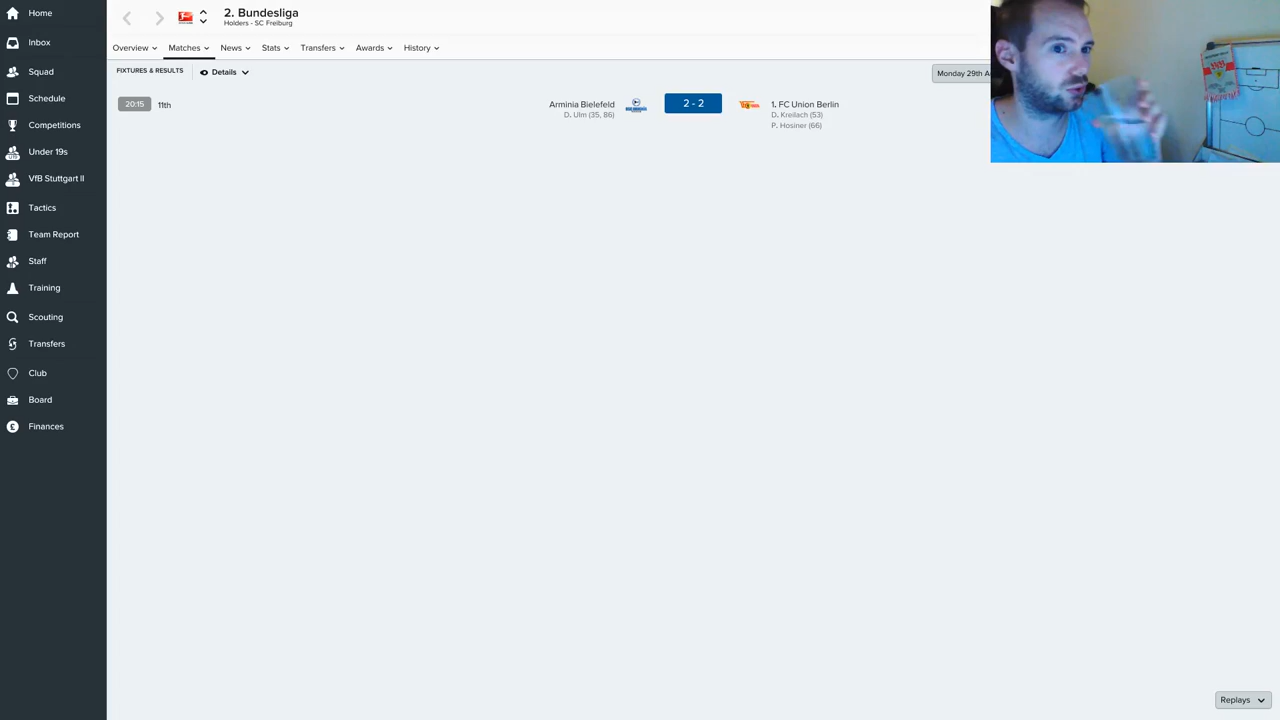 Home
Inbox
Squad
Schedule
Competitions
Under 19s
VfB Stuttgart II
Tactics
Team Report
Staff
Training
Scouting
Transfers
Club
Board
Finances
2. Bundesliga
Holders - SC Freiburg
Overview
Matches
News
Stats
Transfers
Awards
History
FIXTURES & RESULTS
Details
Monday 29th
20:15
11th
Arminia Bielefeld
2 - 2
1. FC Union Berlin
D. Ulm (35, 86)
D. Kreilach (53)
P. Hosiner (66)
Replays